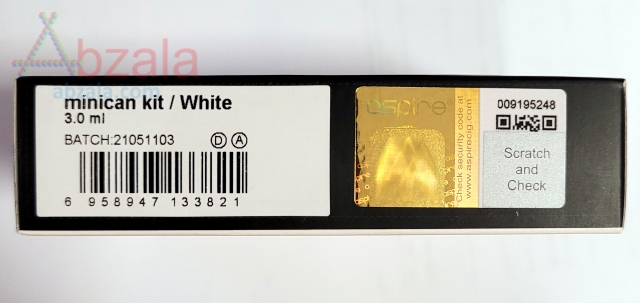 Abzala
abzala.com
minican kit / White
3.0 ml
BATCH:21051103 D A
6 958947 133821
aspire
Check security code at
www.aspirecig.com
009195248
Scratch
and
Check